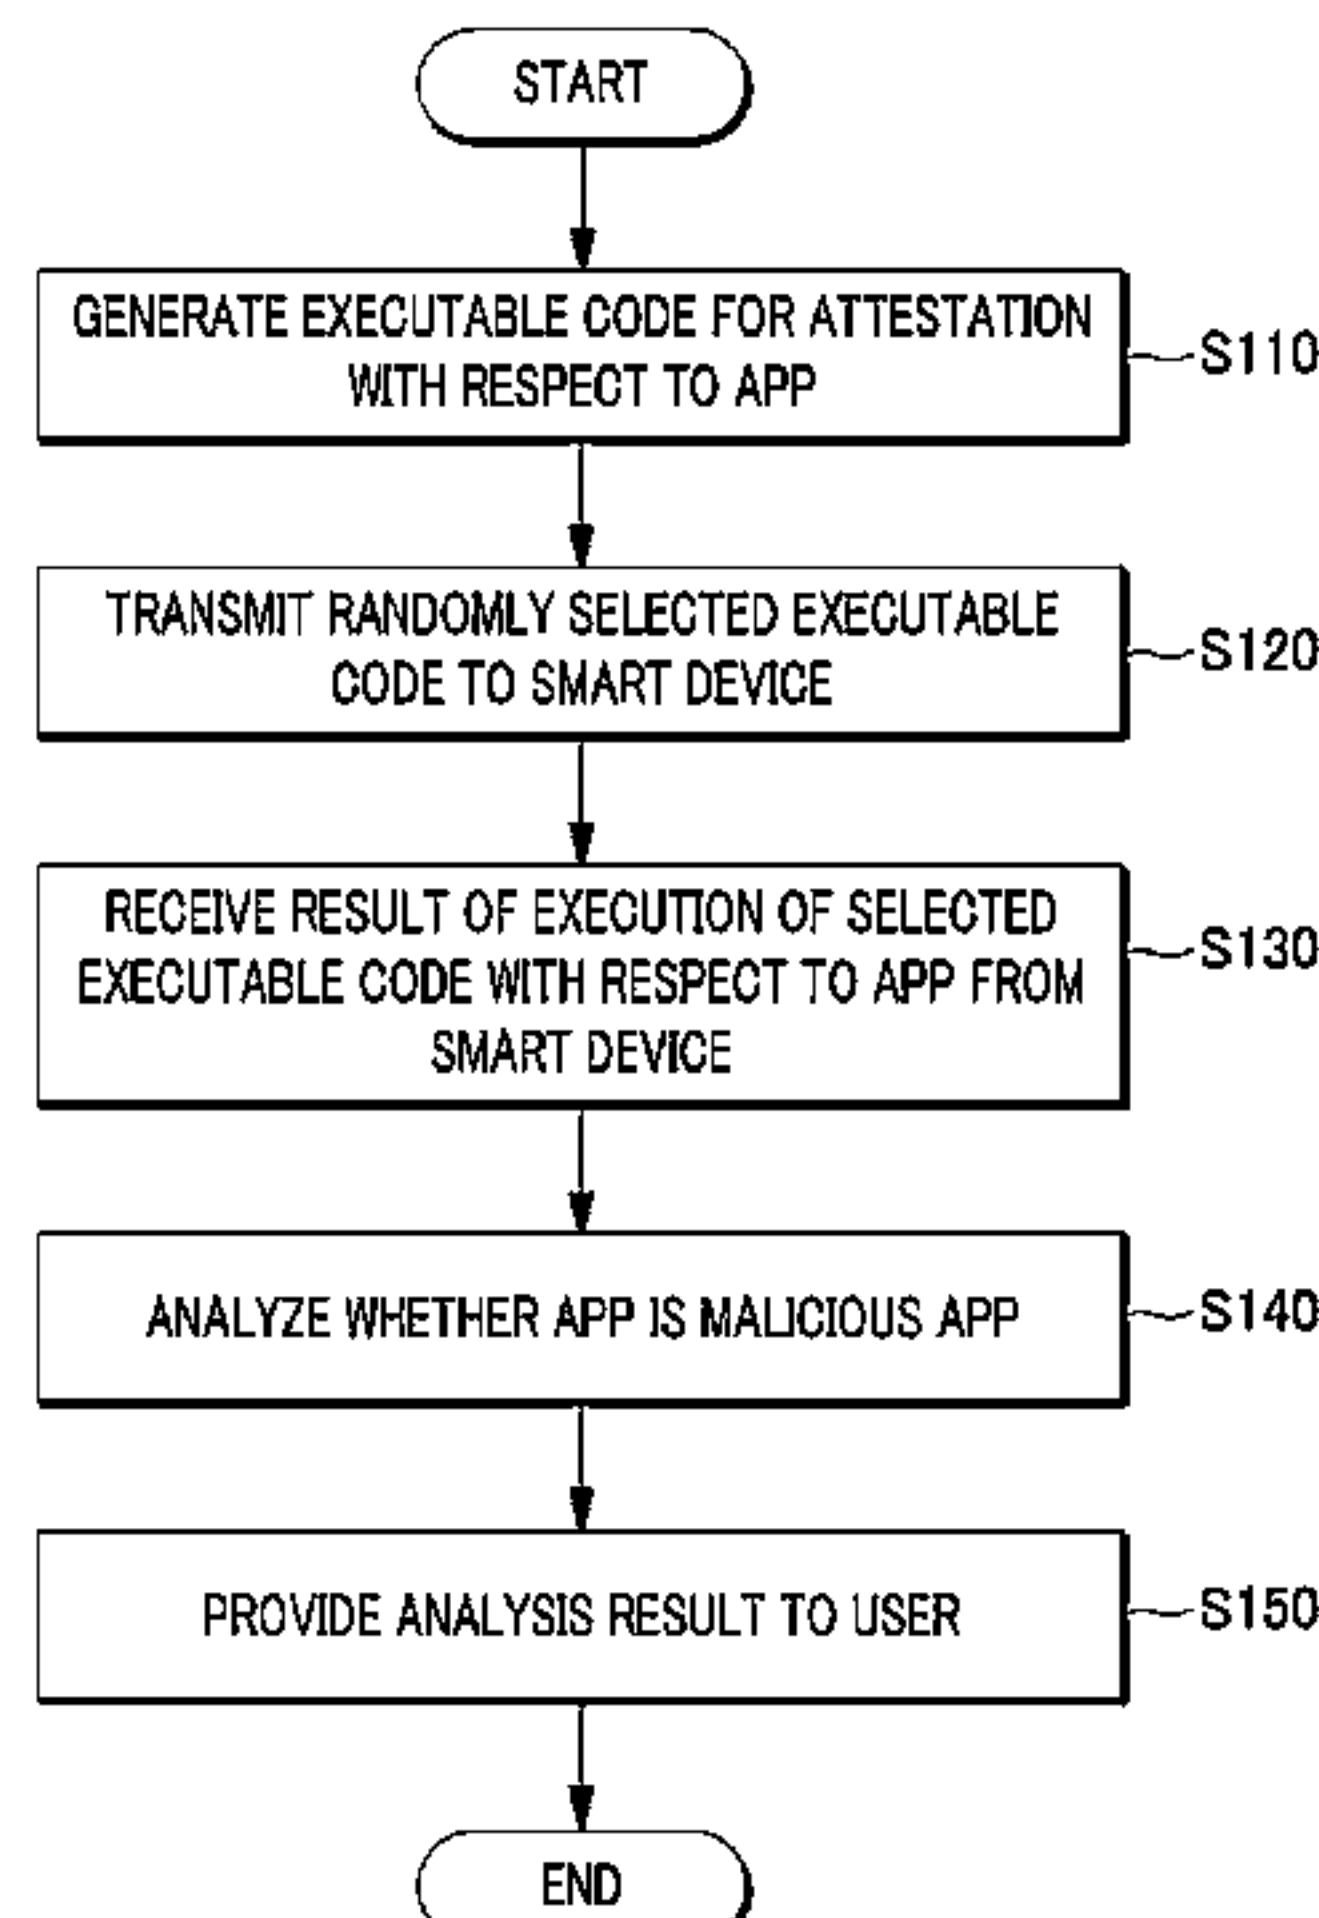 START
GENERATE EXECUTABLE CODE FOR ATTESTATION
WITH RESPECT TO APP
S110
TRANSMIT RANDOMLY SELECTED EXECUTABLE
CODE TO SMART DEVICE
S120
RECEIVE RESULT OF EXECUTION OF SELECTED
EXECUTABLE CODE WITH RESPECT TO APP FROM
SMART DEVICE
S130
ANALYZE WHETHER APP IS MALICIOUS APP
S140
PROVIDE ANALYSIS RESULT TO USER
S150
END